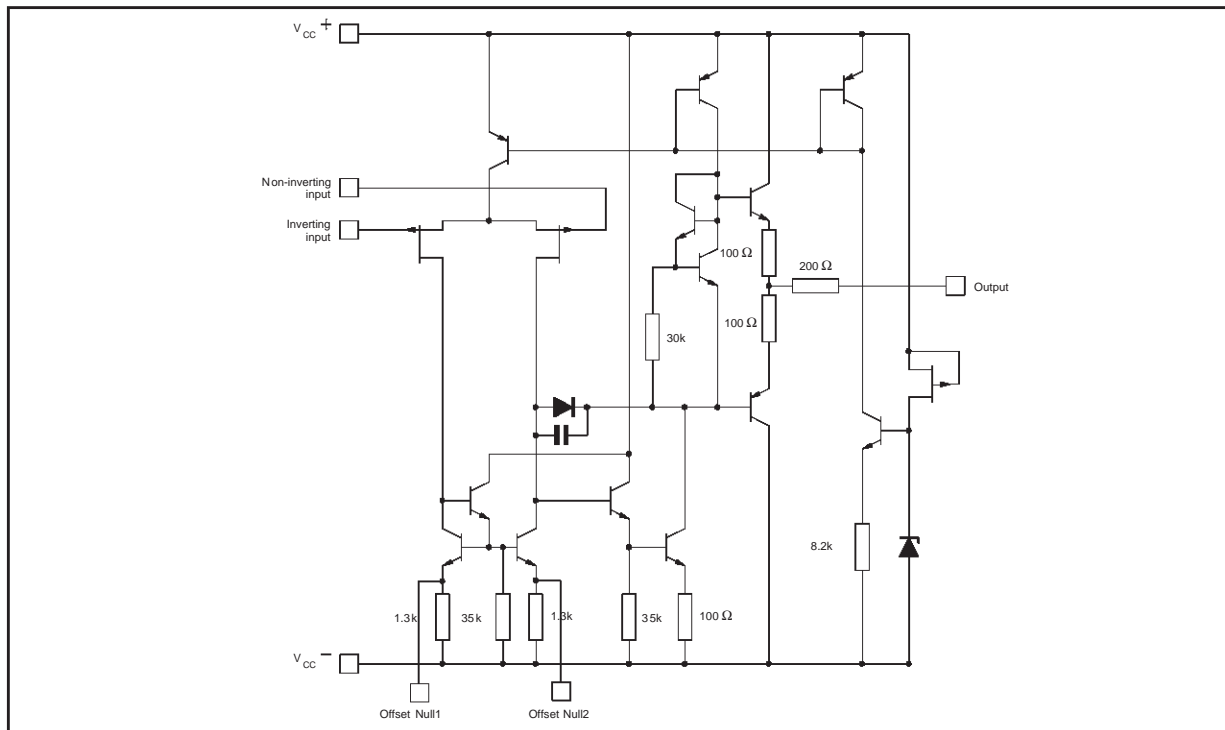 V CC +
Non-inverting
input
Inverting
input
100 Ω
200 Ω
Output
100 Ω
30k
8.2k
1.3k
35k
1.3k
35k
100 Ω
V CC −
Offset Null1
Offset Null2